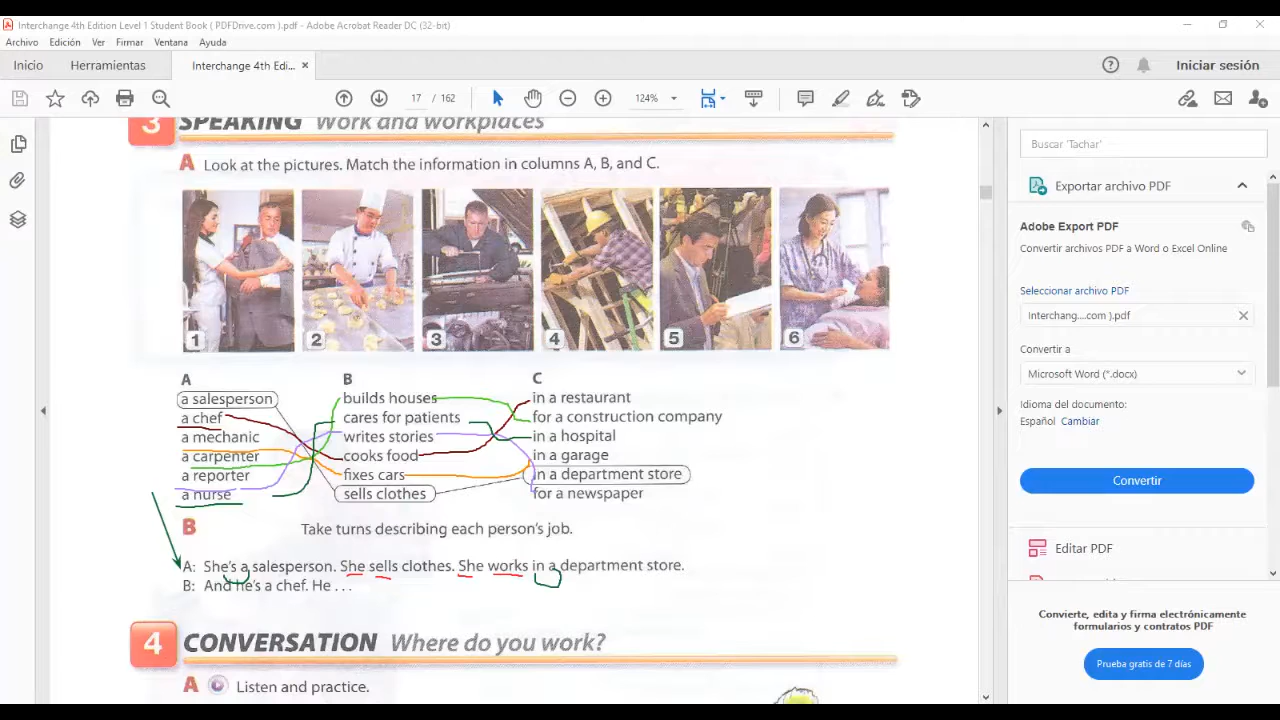 Interchange 4th Edition Level 1 Student Book ( PDFDrive.com ).pdf - Adobe Acrobat Reader DC (32-bit)
Archivo Edición Ver Firmar Ventana Ayuda
Inicio Herramientas Interchange 4th Edi... × Iniciar sesión
17 / 162 124%
3 SPEAKING Work and workplaces
A Look at the pictures. Match the information in columns A, B, and C.
1 2 3 4 5 6
A B C
a salesperson builds houses in a restaurant
a chef cares for patients for a construction company
a mechanic writes stories in a hospital
a carpenter cooks food in a garage
a reporter fixes cars in a department store
a nurse sells clothes for a newspaper
B Take turns describing each person's job.
A: She's a salesperson. She sells clothes. She works in a department store.
B: And he's a chef. He . . .
4 CONVERSATION Where do you work?
A Listen and practice.
Buscar 'Tachar'
Exportar archivo PDF
Adobe Export PDF
Convertir archivos PDF a Word o Excel Online
Seleccionar archivo PDF
Interchang....com ).pdf
Convertir a
Microsoft Word (*.docx)
Idioma del documento:
Español Cambiar
Convertir
Editar PDF
Convierte, edita y firma electrónicamente
formularios y contratos PDF
Prueba gratis de 7 días